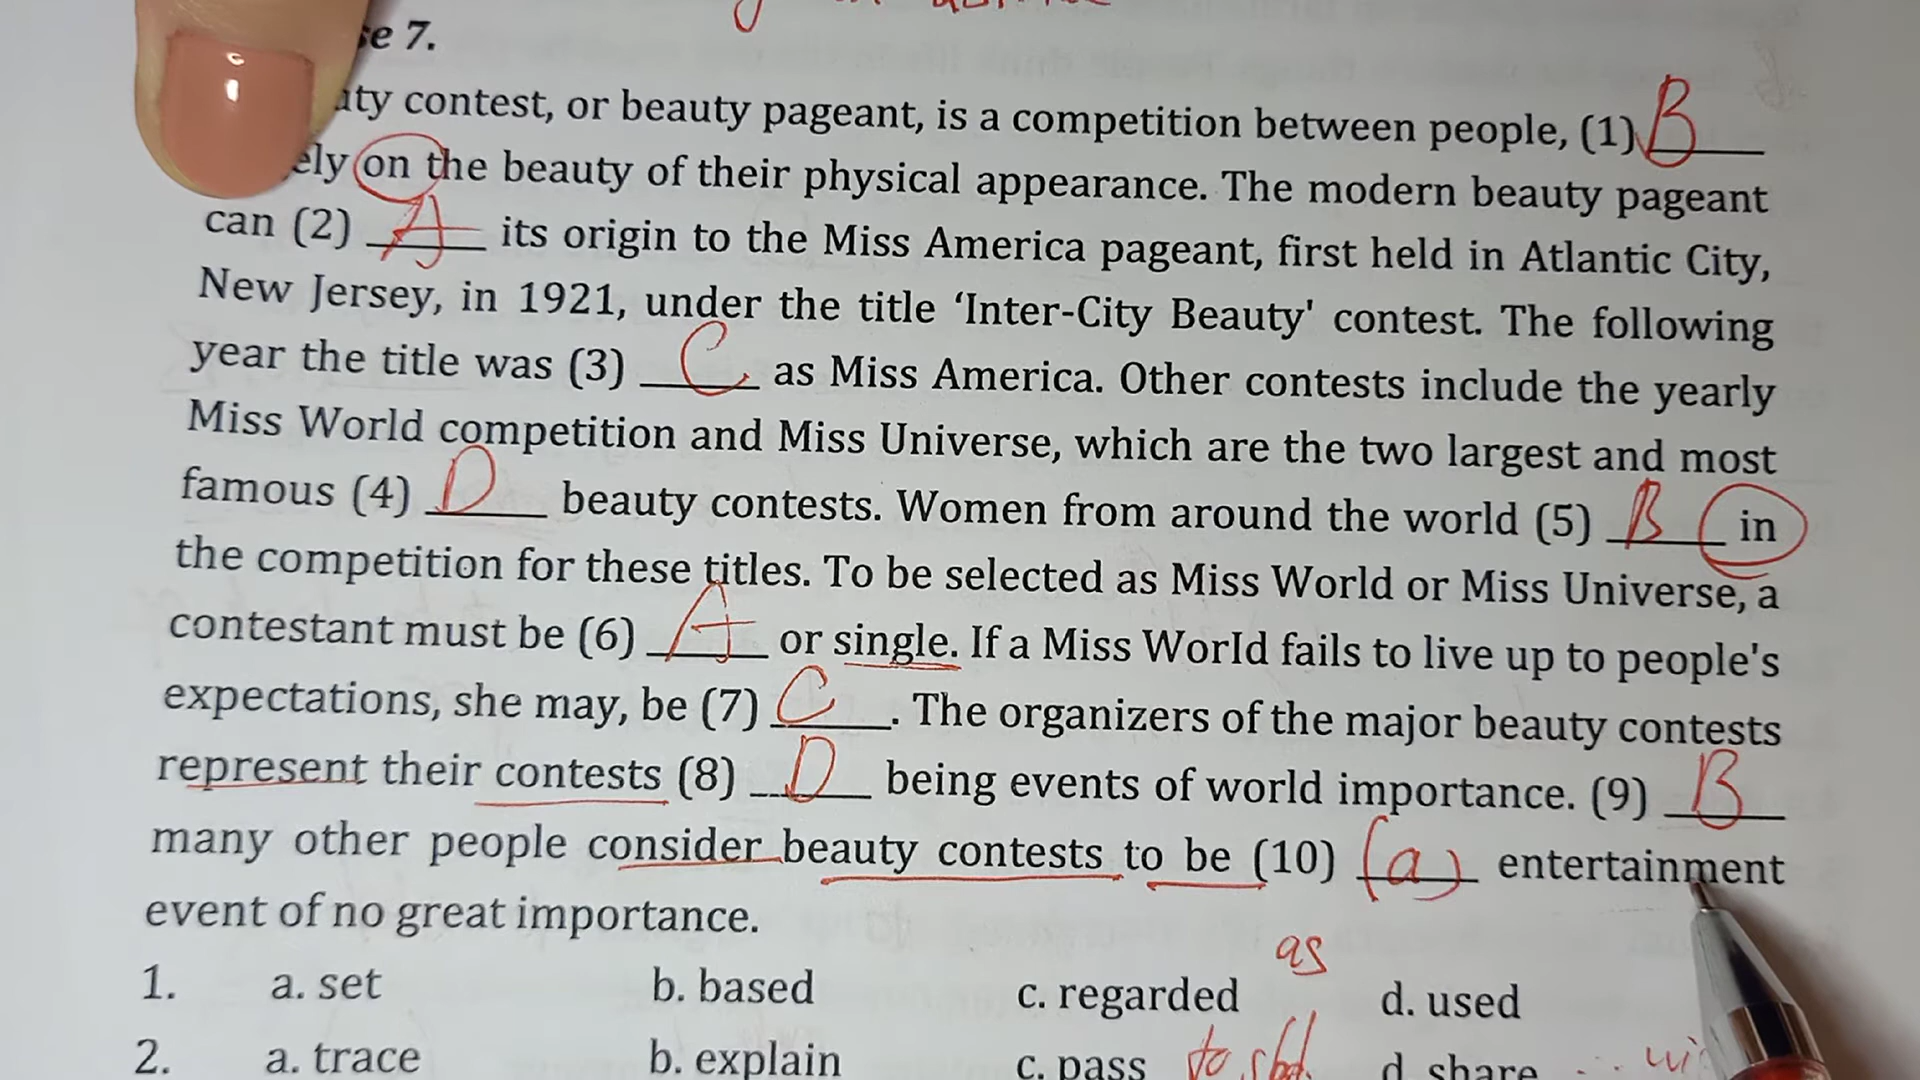 se 7.
uty contest, or beauty pageant, is a competition between people, (1) B
ely on the beauty of their physical appearance. The modern beauty pageant
can (2) A its origin to the Miss America pageant, first held in Atlantic City,
New Jersey, in 1921, under the title ‘Inter-City Beauty' contest. The following
year the title was (3) C as Miss America. Other contests include the yearly
Miss World competition and Miss Universe, which are the two largest and most
famous (4) D beauty contests. Women from around the world (5) B in
the competition for these titles. To be selected as Miss World or Miss Universe, a
contestant must be (6) A or single. If a Miss World fails to live up to people's
expectations, she may, be (7) C. The organizers of the major beauty contests
represent their contests (8) D being events of world importance. (9) B
many other people consider beauty contests to be (10) (a) entertainment
event of no great importance.
as
1. a. set b. based c. regarded d. used
2. a. trace b. explain c. pass to sbd. d. share